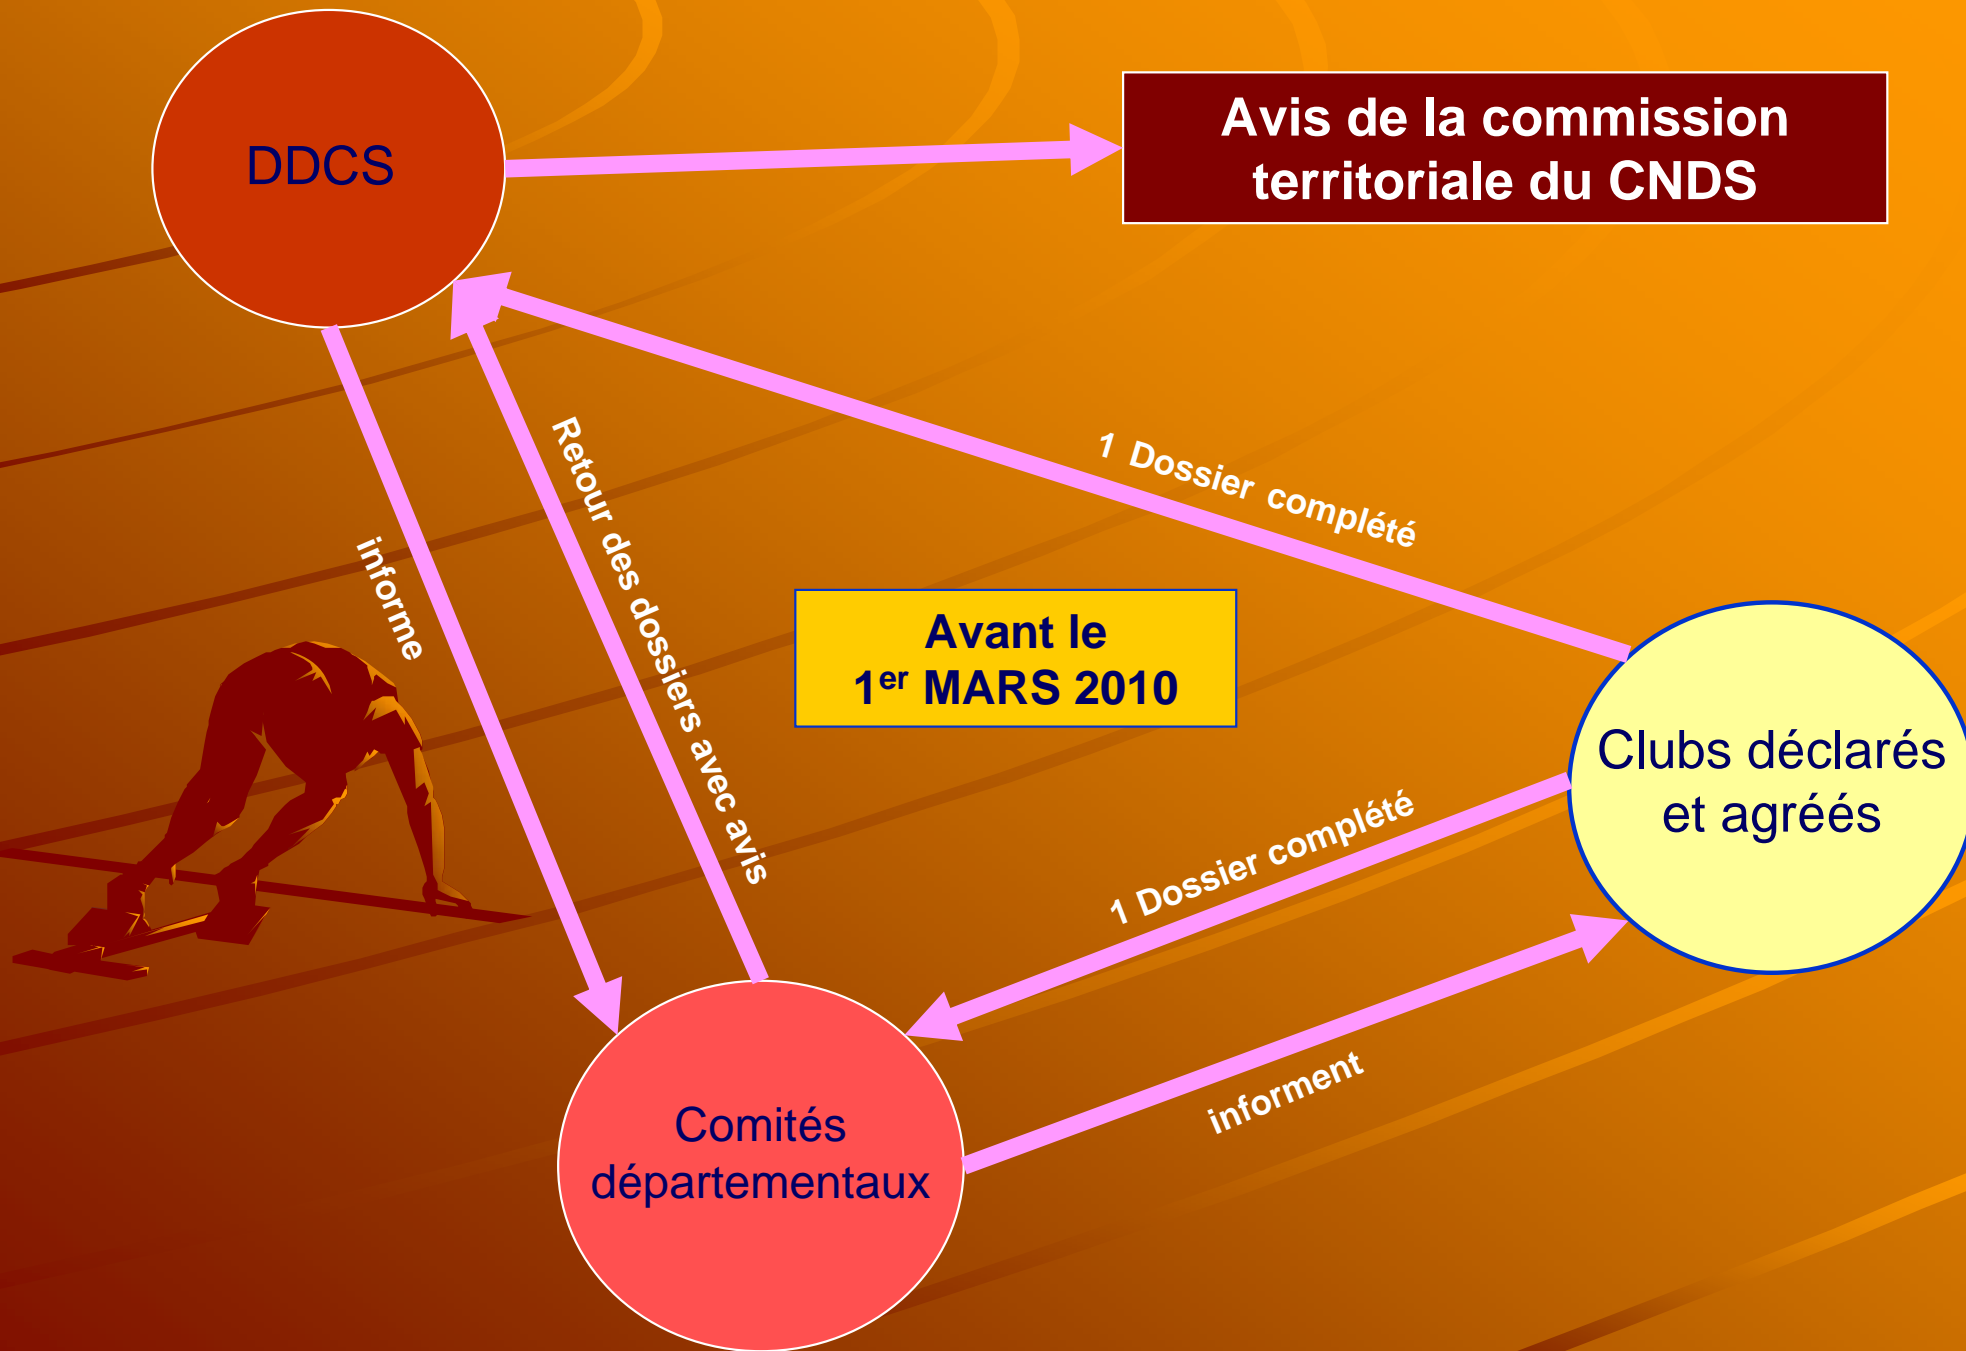 DDCS
Avis de la commission
territoriale du CNDS
1 Dossier complété
Retour des dossiers avec avis
informe
Avant le
1er MARS 2010
Clubs déclarés
et agréés
1 Dossier complété
informent
Comités
départementaux